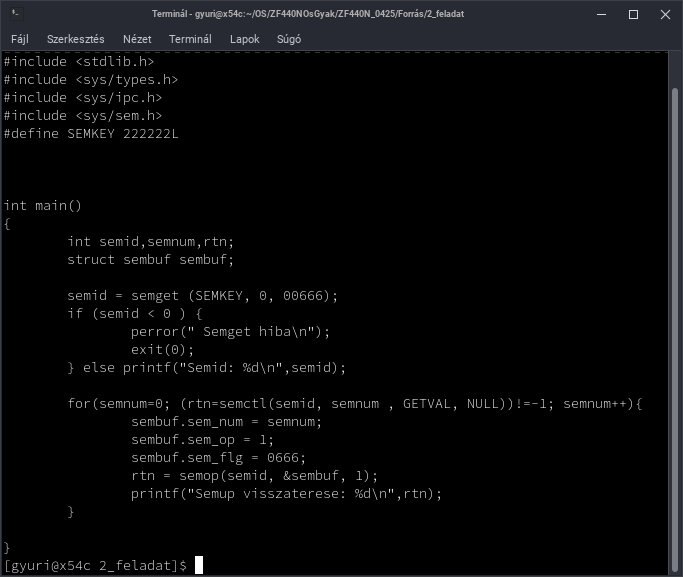 Terminál - gyuri@x54c:~/OS/ZF440NOsGyak/ZF440N_0425/Forrás/2_feladat
Fájl Szerkesztés Nézet Terminál Lapok Súgó
#include <stdlib.h>
#include <sys/types.h>
#include <sys/ipc.h>
#include <sys/sem.h>
#define SEMKEY 222222L
int main()
{
        int semid,semnum,rtn;
        struct sembuf sembuf;
        semid = semget (SEMKEY, 0, 00666);
        if (semid < 0 ) {
                perror(" Semget hiba\n");
                exit(0);
        } else printf("Semid: %d\n",semid);
        for(semnum=0; (rtn=semctl(semid, semnum , GETVAL, NULL))!=-1; semnum++){
                sembuf.sem_num = semnum;
                sembuf.sem_op = 1;
                sembuf.sem_flg = 0666;
                rtn = semop(semid, &sembuf, 1);
                printf("Semup visszaterese: %d\n",rtn);
        }
}
[gyuri@x54c 2_feladat]$